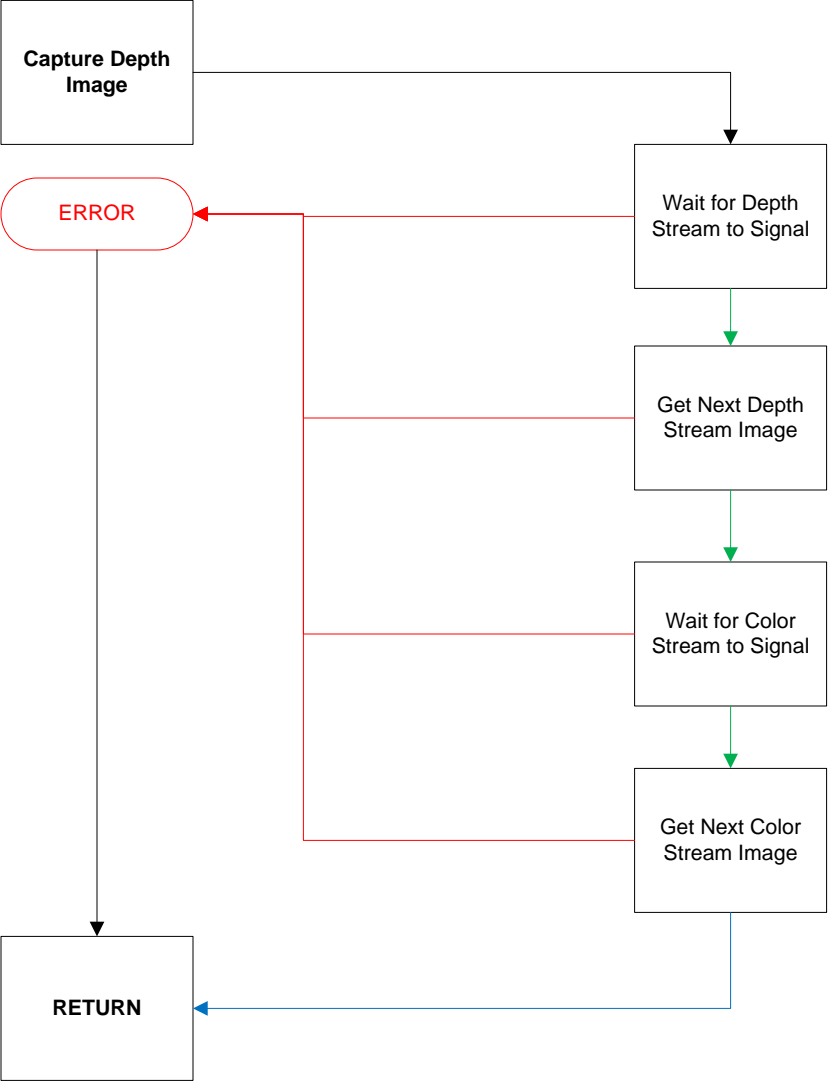 Capture Depth
Image
ERROR
Wait for Depth
Stream to Signal
Get Next Depth
Stream Image
Wait for Color
Stream to Signal
Get Next Color
Stream Image
RETURN